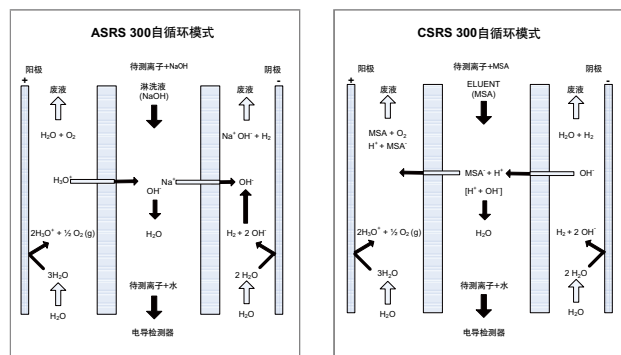 ASRS 300自循环模式
阳极
待测离子+NaOH
阴极
+
-
废液
淋洗液
(NaOH)
废液
H₂O + O₂
Na⁺ OH⁻ + H₂
H₃O⁺
OH⁻
Na⁺
OH⁻
H₂O
2H₃O⁺ + ½ O₂ (g)
H₂ + 2 OH⁻
3H₂O
2 H₂O
待测离子+水
H₂O
H₂O
电导检测器
CSRS 300自循环模式
阳极
待测离子+MSA
阴极
+
-
废液
ELUENT
(MSA)
废液
MSA + O₂
H⁺ + MSA⁻
H₂O + H₂
MSA⁻ + H⁺
OH⁻
[H⁺ + OH⁻]
H₂O
2H₃O⁺ + ½ O₂ (g)
H₂ + 2 OH⁻
3H₂O
2 H₂O
待测离子+水
H₂O
H₂O
电导检测器